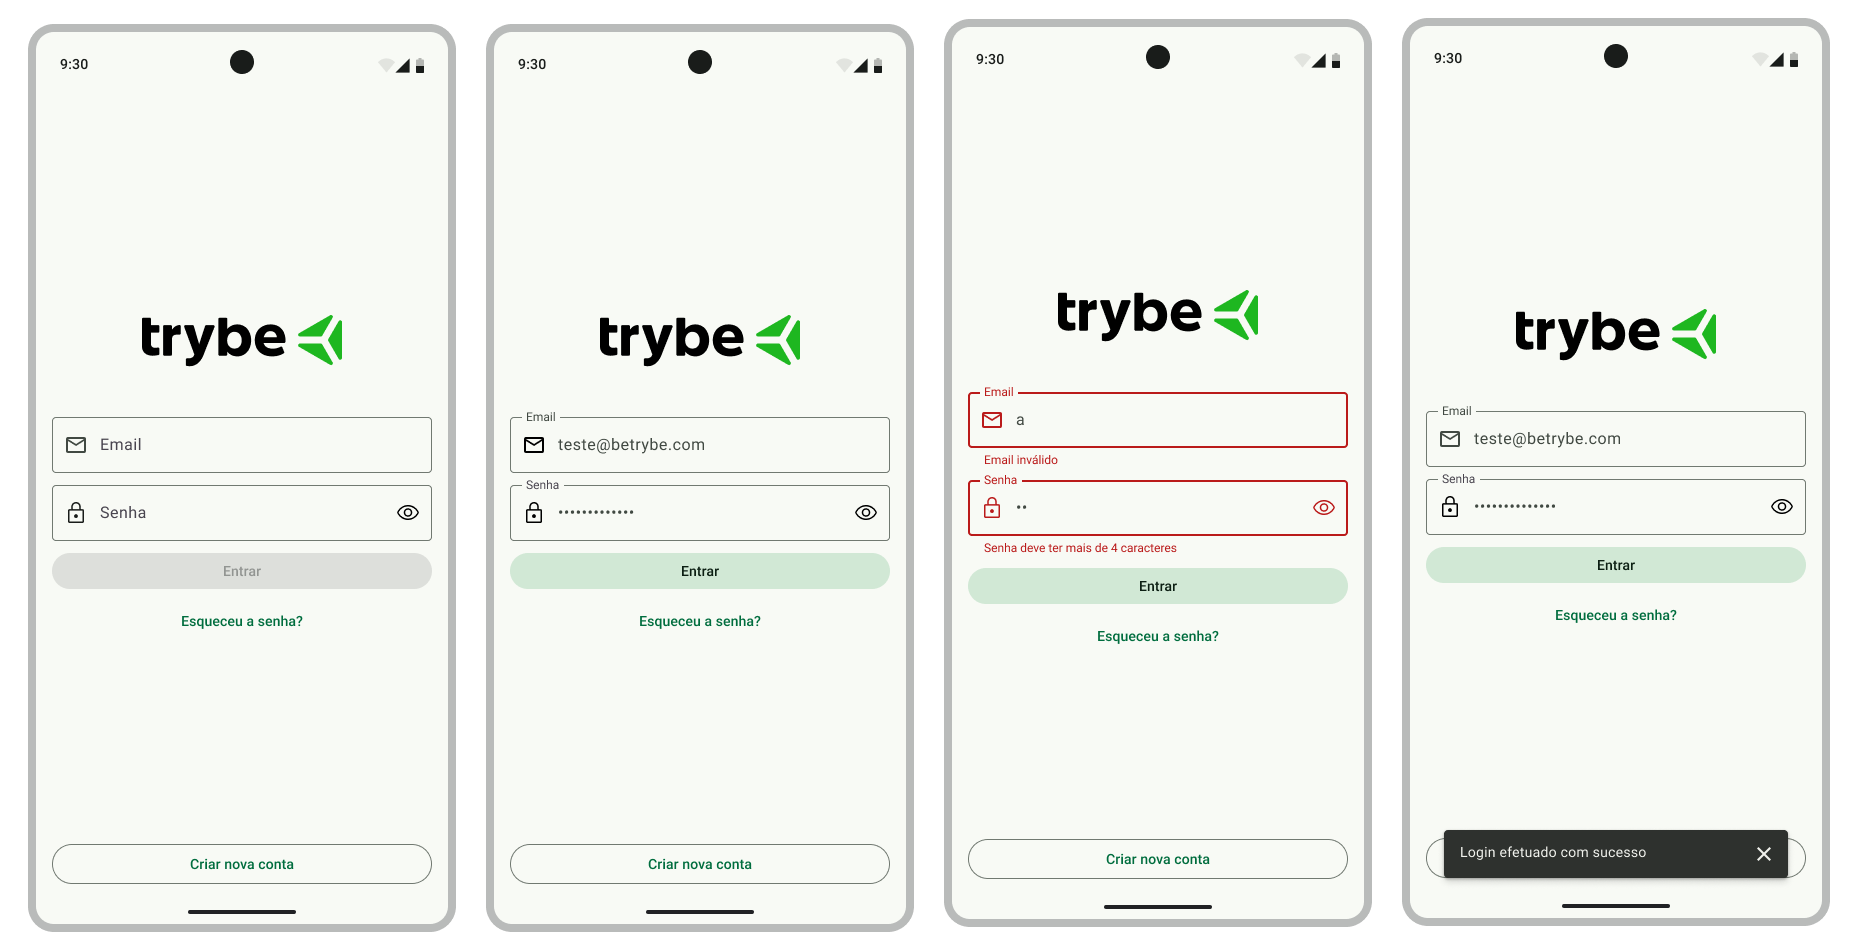 9:30
trybe
Email
Senha
Entrar
Esqueceu a senha?
Criar nova conta
9:30
trybe
Email
teste@betrybe.com
Senha
•••••••••••••
Entrar
Esqueceu a senha?
Criar nova conta
9:30
trybe
Email
a
Email inválido
Senha
••
Senha deve ter mais de 4 caracteres
Entrar
Esqueceu a senha?
Criar nova conta
9:30
trybe
Email
teste@betrybe.com
Senha
••••••••••••••
Entrar
Esqueceu a senha?
Login efetuado com sucesso